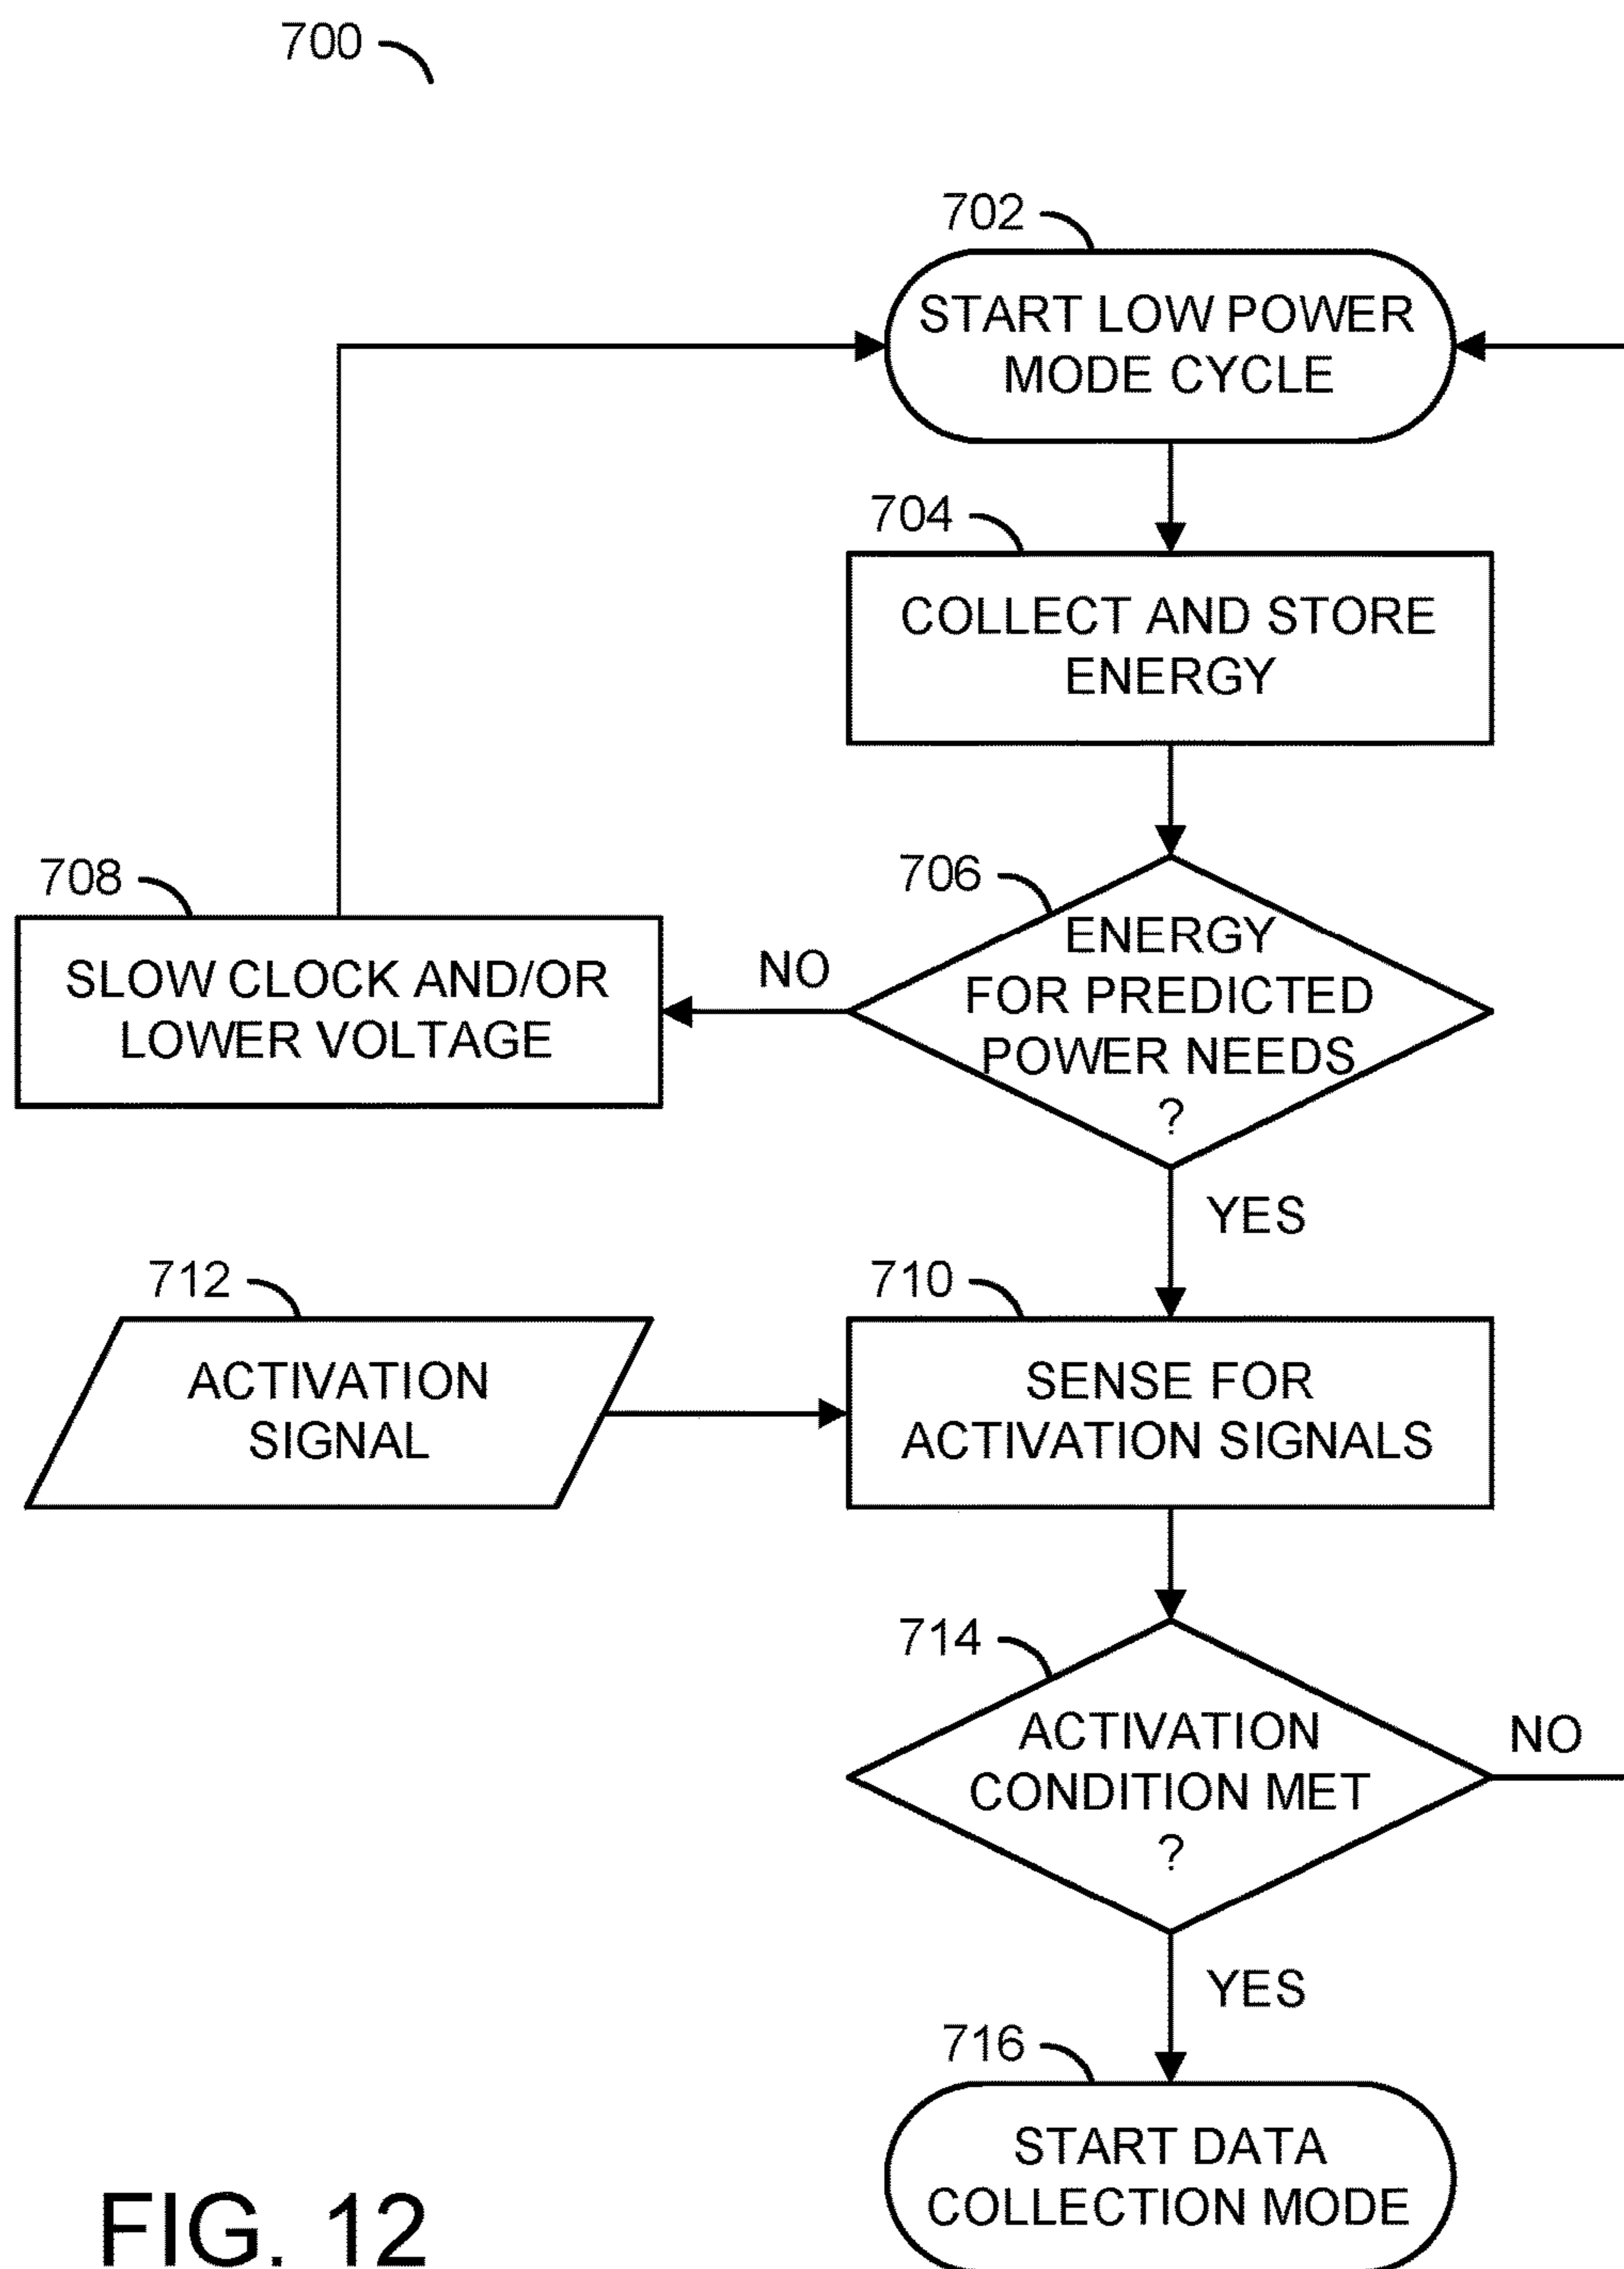 700
702
START LOW POWER
MODE CYCLE
704
COLLECT AND STORE
ENERGY
706
ENERGY
FOR PREDICTED
POWER NEEDS
?
NO
708
SLOW CLOCK AND/OR
LOWER VOLTAGE
YES
712
ACTIVATION
SIGNAL
710
SENSE FOR
ACTIVATION SIGNALS
714
ACTIVATION
CONDITION MET
?
NO
YES
716
START DATA
COLLECTION MODE
FIG. 12